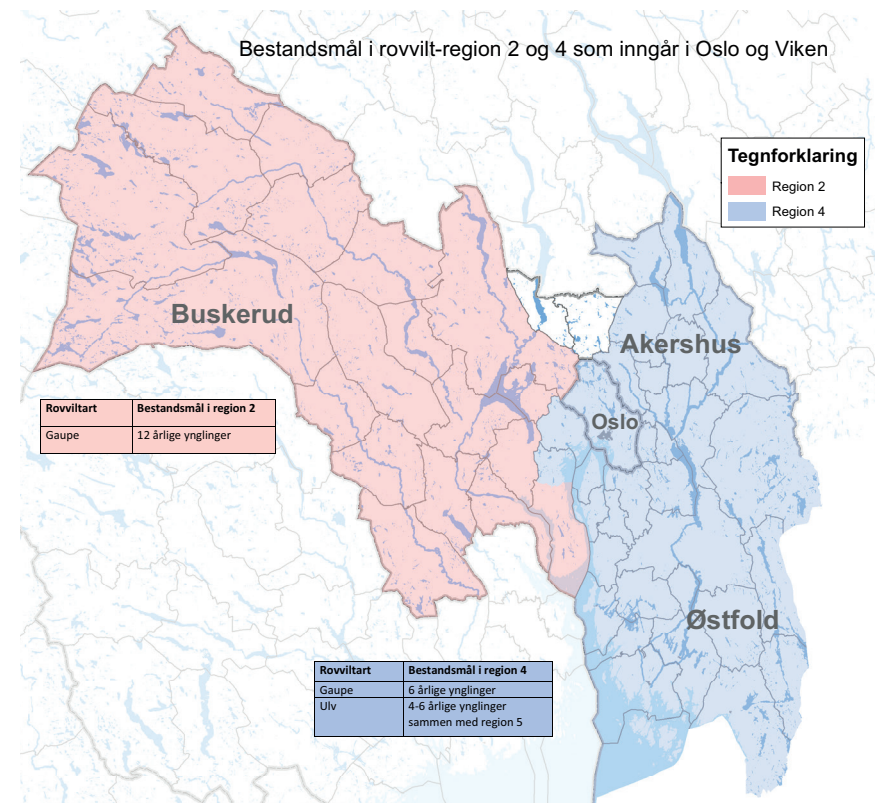 Bestandsmål i rovvilt-region 2 og 4 som inngår i Oslo og Viken
Tegnforklaring
Region 2
Region 4
Buskerud
Akershus
Oslo
Rovviltart Bestandsmål i region 2
Gaupe 12 årlige ynglinger
Østfold
Rovviltart Bestandsmål i region 4
Gaupe 6 årlige ynglinger
Ulv 4-6 årlige ynglinger
sammen med region 5